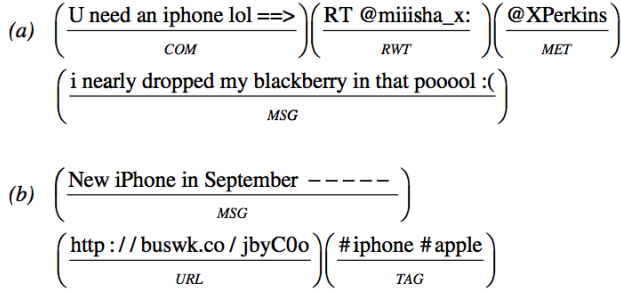 (a) (U need an iphone lol ==>)(RT @miiisha_x: )(@XPerkins)
COM RWT MET
(i nearly dropped my blackberry in that pooool :()
MSG
(b) (New iPhone in September -----)
MSG
(http://buswk.co/jbyC0o)(#iphone #apple)
URL TAG